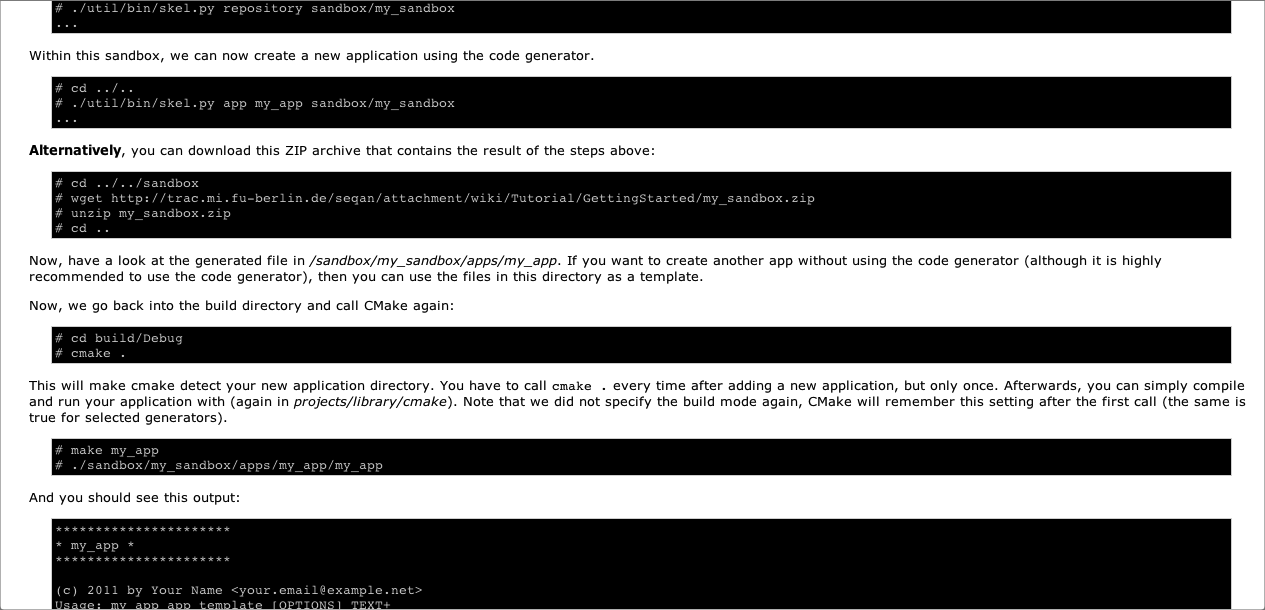 # ./util/bin/skel.py repository sandbox/my_sandbox
...
Within this sandbox, we can now create a new application using the code generator.
# cd ../..
# ./util/bin/skel.py app my_app sandbox/my_sandbox
...
Alternatively, you can download this ZIP archive that contains the result of the steps above:
# cd ../../sandbox
# wget http://trac.mi.fu-berlin.de/seqan/attachment/wiki/Tutorial/GettingStarted/my_sandbox.zip
# unzip my_sandbox.zip
# cd ..
Now, have a look at the generated file in /sandbox/my_sandbox/apps/my_app. If you want to create another app without using the code generator (although it is highly
recommended to use the code generator), then you can use the files in this directory as a template.
Now, we go back into the build directory and call CMake again:
# cd build/Debug
# cmake .
This will make cmake detect your new application directory. You have to call cmake . every time after adding a new application, but only once. Afterwards, you can simply compile
and run your application with (again in projects/library/cmake). Note that we did not specify the build mode again, CMake will remember this setting after the first call (the same is
true for selected generators).
# make my_app
# ./sandbox/my_sandbox/apps/my_app/my_app
And you should see this output:
**********************
* my_app *
**********************
(c) 2011 by Your Name <your.email@example.net>
Usage: my_app app_template [OPTIONS] TEXT+